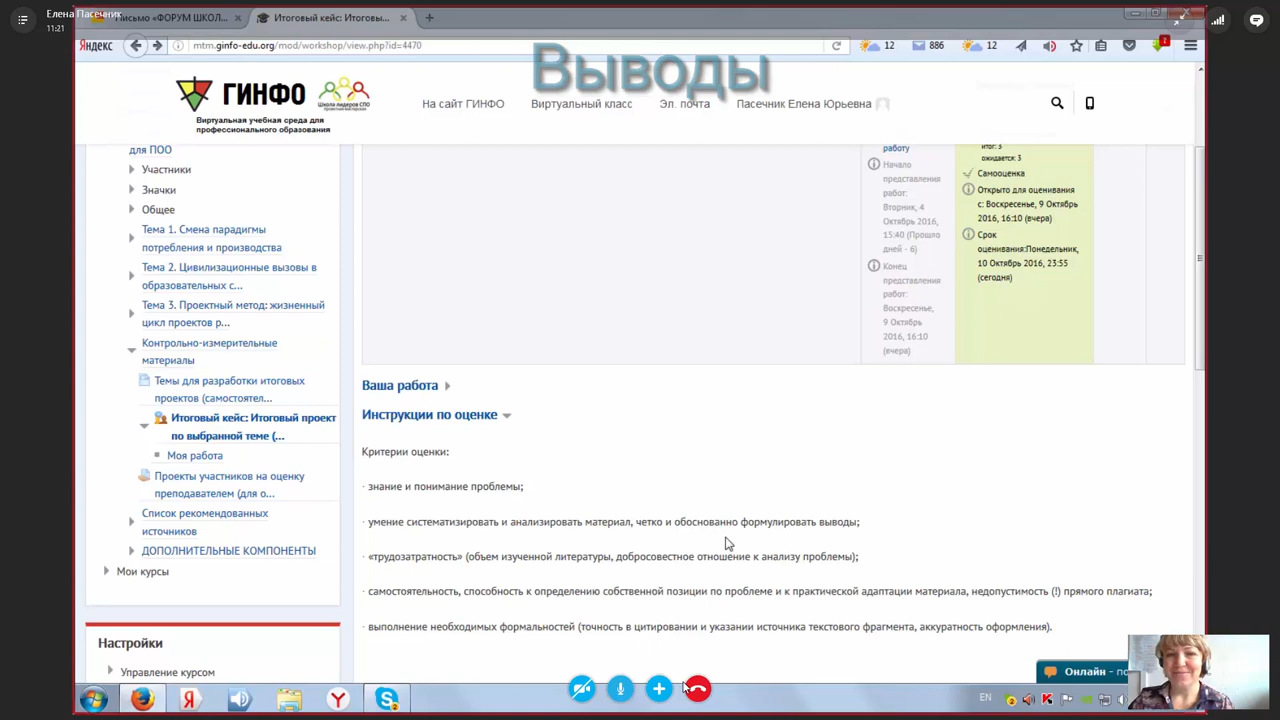 Елена Пасечник
11:21
Письмо «ФОРУМ ШКОЛ...
Итоговый кейс: Итоговы...
Яндекс
mtm.ginfo-edu.org/mod/workshop/view.php?id=4470
12
886
12
Выводы
ГИНФО
Школа лидеров СПО
Виртуальная учебная среда для
профессионального образования
На сайт ГИНФО
Виртуальный класс
Эл. почта
Пасечник Елена Юрьевна
для ПОО
Участники
Значки
Общее
Тема 1. Смена парадигмы
потребления и производства
Тема 2. Цивилизационные вызовы в
образовательных с...
Тема 3. Проектный метод: жизненный
цикл проектов р...
Контрольно-измерительные
материалы
Темы для разработки итоговых
проектов (самостоятел...
Итоговый кейс: Итоговый проект
по выбранной теме (...
Моя работа
Проекты участников на оценку
преподавателем (для о...
Список рекомендованных
источников
ДОПОЛНИТЕЛЬНЫЕ КОМПОНЕНТЫ
Мои курсы
Настройки
Управление курсом
работу
Начало
представления
работ:
Вторник, 4
Октябрь 2016,
15:40 (Прошло
дней - 6)
Конец
представления
работ:
Воскресенье,
9 Октябрь
2016, 16:10
(вчера)
итог: 3
ожидается: 3
Самооценка
Открыто для оценивания
с: Воскресенье, 9 Октябрь
2016, 16:10 (вчера)
Срок
оценивания:Понедельник,
10 Октябрь 2016, 23:55
(сегодня)
Ваша работа
Инструкции по оценке
Критерии оценки:
· знание и понимание проблемы;
· умение систематизировать и анализировать материал, четко и обоснованно формулировать выводы;
· «трудозатратность» (объем изученной литературы, добросовестное отношение к анализу проблемы);
· самостоятельность, способность к определению собственной позиции по проблеме и к практической адаптации материала, недопустимость (!) прямого плагиата;
· выполнение необходимых формальностей (точность в цитировании и указании источника текстового фрагмента, аккуратность оформления).
Онлайн - по
EN